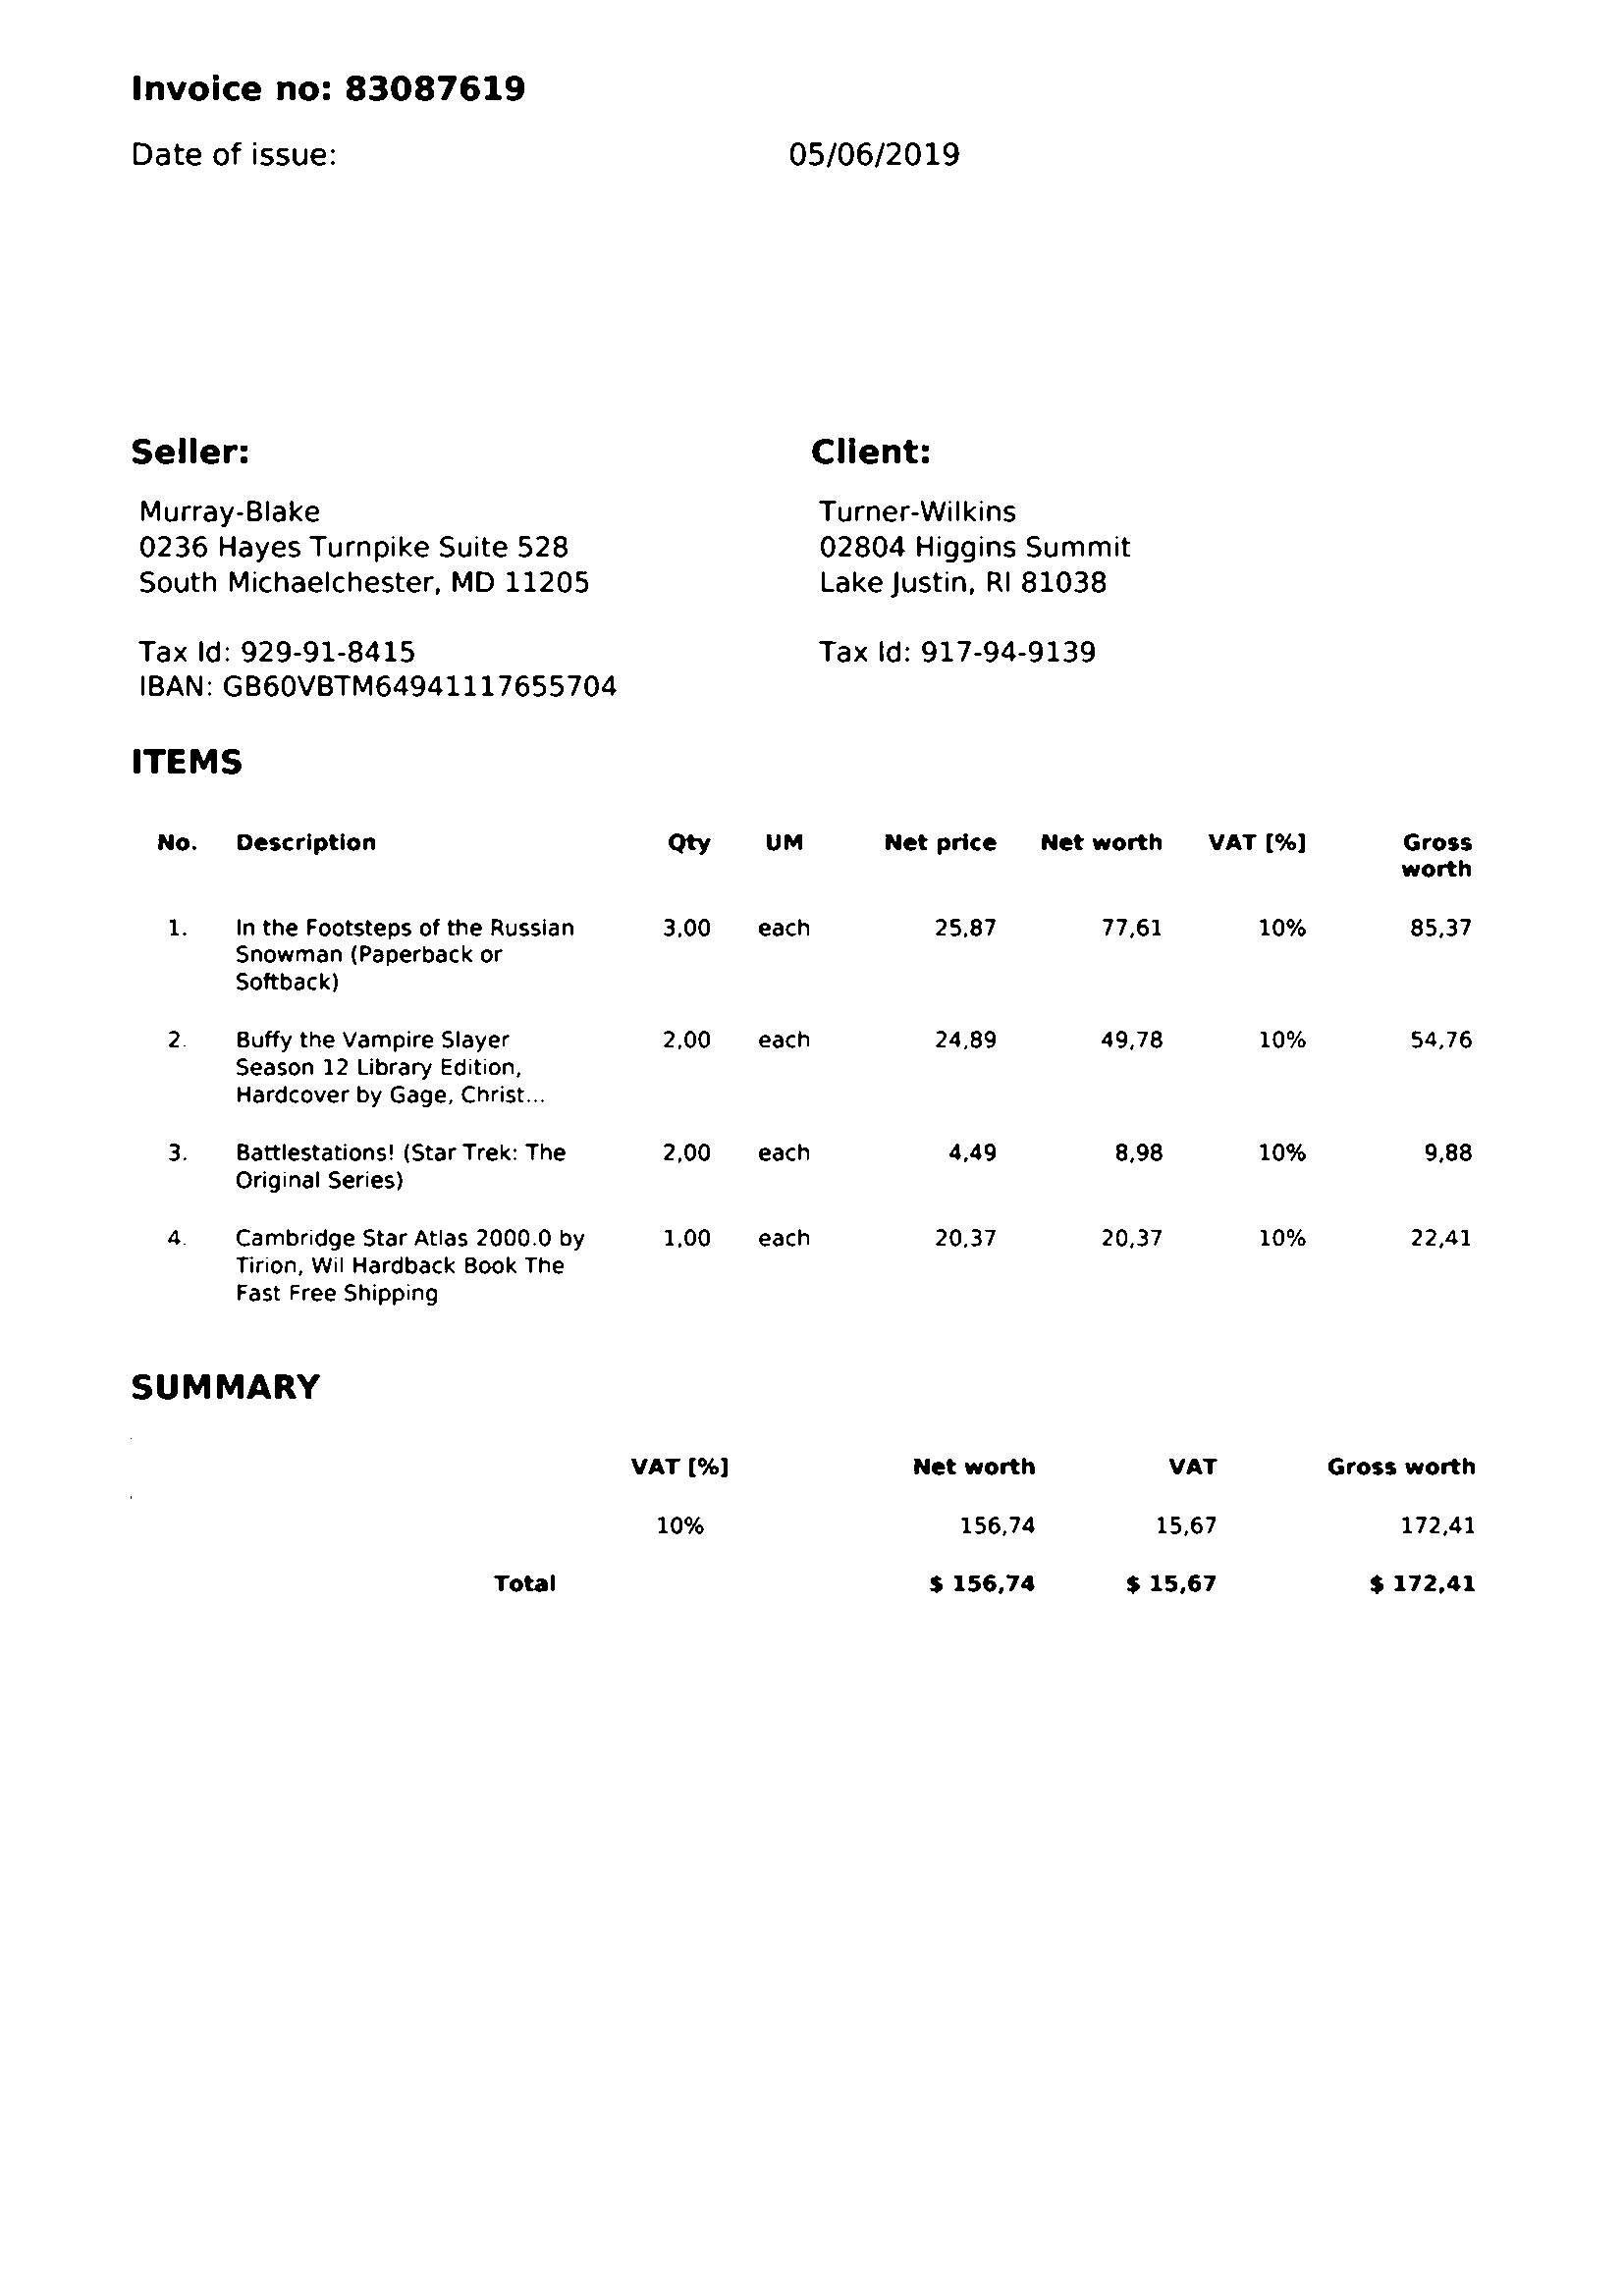 Invoice no: 83087619
Date of issue: 05/06/2019
Seller:
Murray-Blake
0236 Hayes Turnpike Suite 528
South Michaelchester, MD 11205
Tax Id: 929-91-8415
IBAN: GB60VBTM64941117655704
Client:
Turner-Wilkins
02804 Higgins Summit
Lake Justin, RI 81038
Tax Id: 917-94-9139
ITEMS
No. Description Qty UM Net price Net worth VAT [%] Gross
worth
1. In the Footsteps of the Russian 3,00 each 25,87 77,61 10% 85,37
Snowman (Paperback or
Softback)
2. Buffy the Vampire Slayer 2,00 each 24,89 49,78 10% 54,76
Season 12 Library Edition,
Hardcover by Gage, Christ...
3. Battlestations! (Star Trek: The 2,00 each 4,49 8,98 10% 9,88
Original Series)
4. Cambridge Star Atlas 2000.0 by 1,00 each 20,37 20,37 10% 22,41
Tirion, Wil Hardback Book The
Fast Free Shipping
SUMMARY
VAT [%] Net worth VAT Gross worth
10% 156,74 15,67 172,41
Total $ 156,74 $ 15,67 $ 172,41